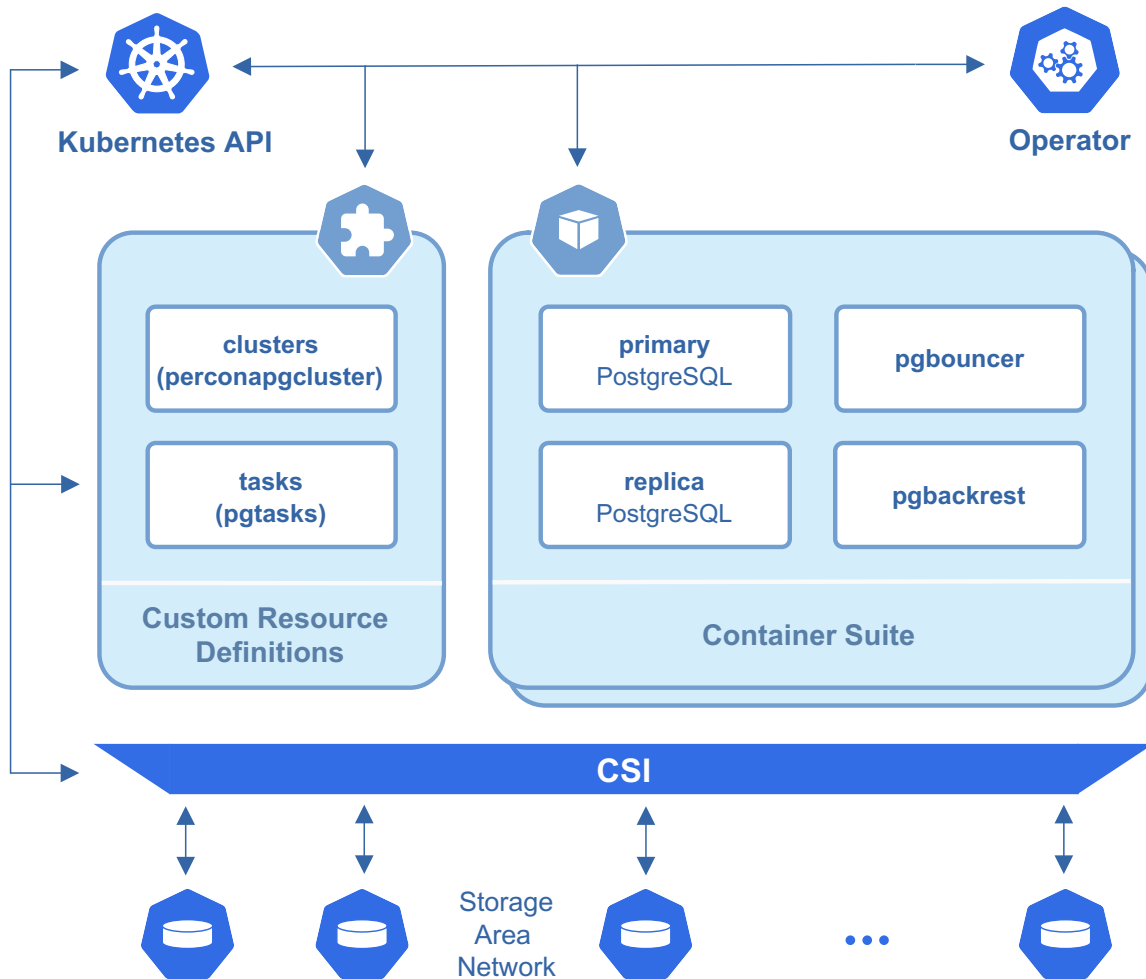 Kubernetes API
Operator
clusters
(perconapgcluster)
tasks
(pgtasks)
Custom Resource
Definitions
primary
PostgreSQL
pgbouncer
replica
PostgreSQL
pgbackrest
Container Suite
CSI
Storage
Area
Network
...